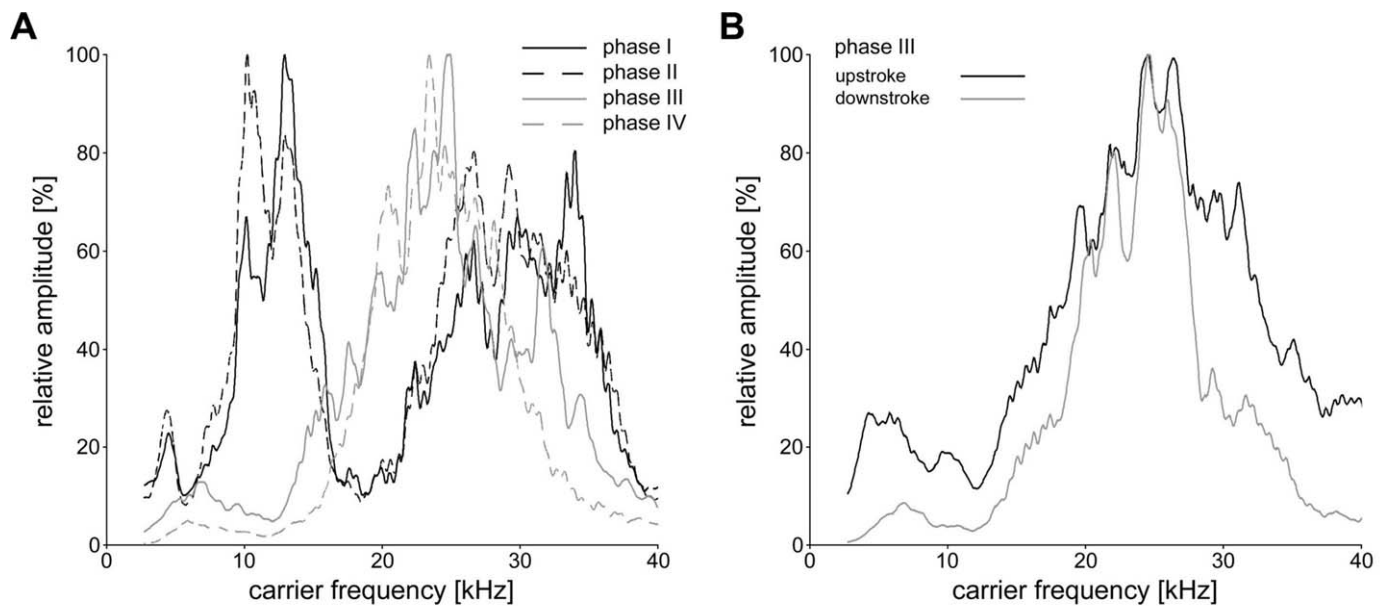 A
phase I
phase II
phase III
phase IV
relative amplitude [%]
100
80
60
40
20
0
0 10 20 30 40
carrier frequency [kHz]
B
phase III
upstroke
downstroke
relative amplitude [%]
100
80
60
40
20
0
0 10 20 30 40
carrier frequency [kHz]